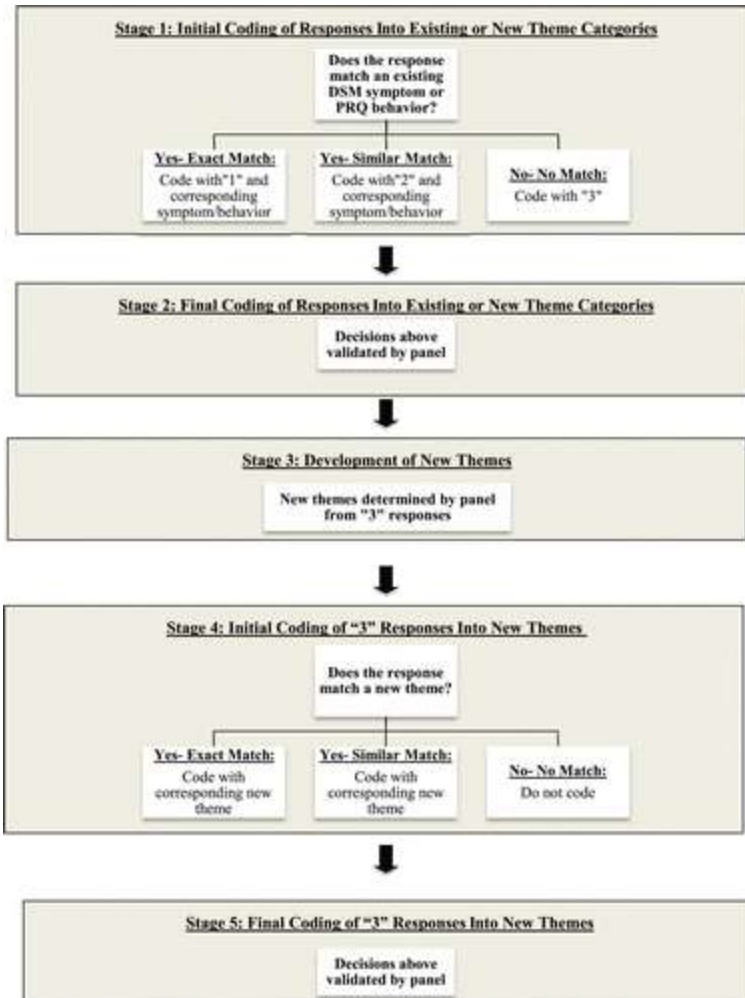 Stage 1: Initial Coding of Responses Into Existing or New Theme Categories
Does the response
match an existing
DSM symptom or
PRQ behavior?
Yes- Exact Match:
Code with"1" and
corresponding
symptom/behavior
Yes- Similar Match:
Code with"2" and
corresponding
symptom/behavior
No- No Match:
Code with "3"
Stage 2: Final Coding of Responses Into Existing or New Theme Categories
Decisions above
validated by panel
Stage 3: Development of New Themes
New themes determined by panel
from "3" responses
Stage 4: Initial Coding of “3” Responses Into New Themes
Does the response
match a new theme?
Yes- Exact Match:
Code with
corresponding new
theme
Yes- Similar Match:
Code with
corresponding new
theme
No- No Match:
Do not code
Stage 5: Final Coding of “3” Responses Into New Themes
Decisions above
validated by panel